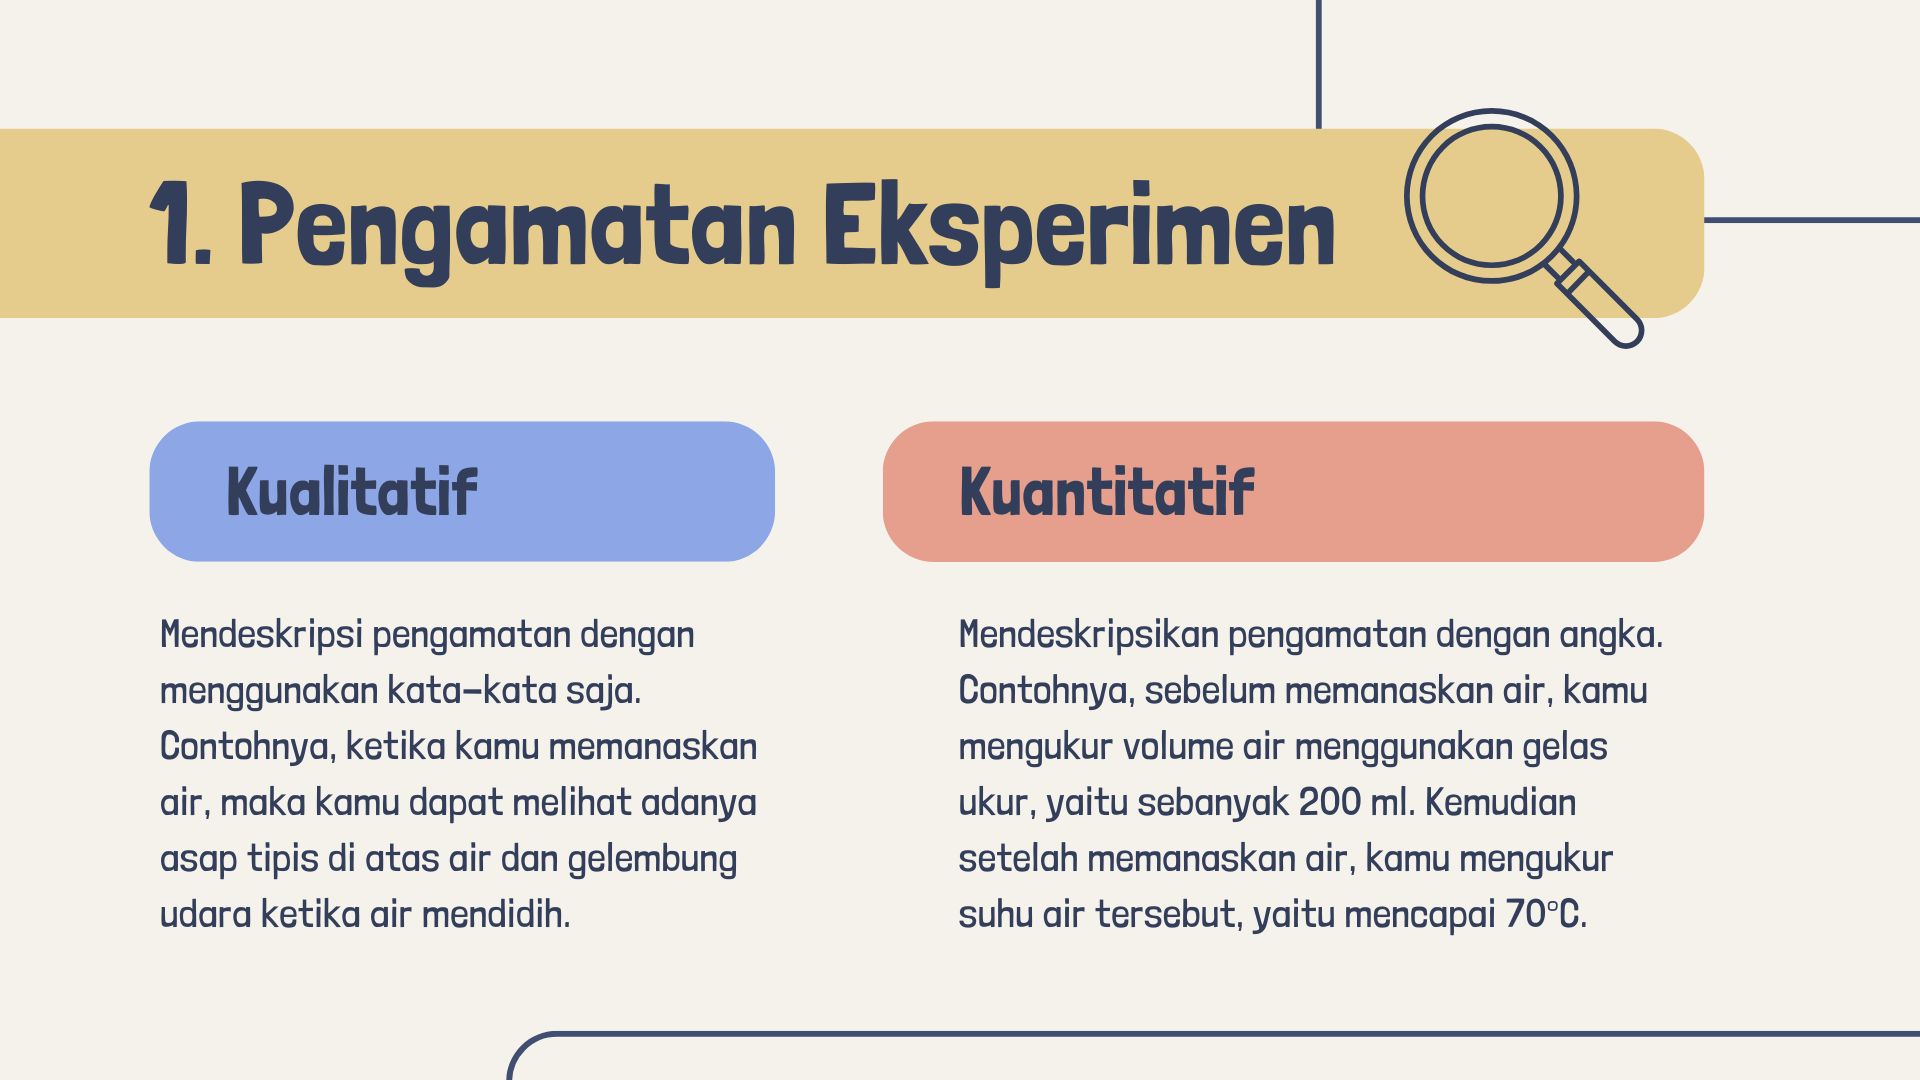 1. Pengamatan Eksperimen
Kualitatif
Mendeskripsi pengamatan dengan
menggunakan kata-kata saja.
Contohnya, ketika kamu memanaskan
air, maka kamu dapat melihat adanya
asap tipis di atas air dan gelembung
udara ketika air mendidih.
Kuantitatif
Mendeskripsikan pengamatan dengan angka.
Contohnya, sebelum memanaskan air, kamu
mengukur volume air menggunakan gelas
ukur, yaitu sebanyak 200 ml. Kemudian
setelah memanaskan air, kamu mengukur
suhu air tersebut, yaitu mencapai 70°C.